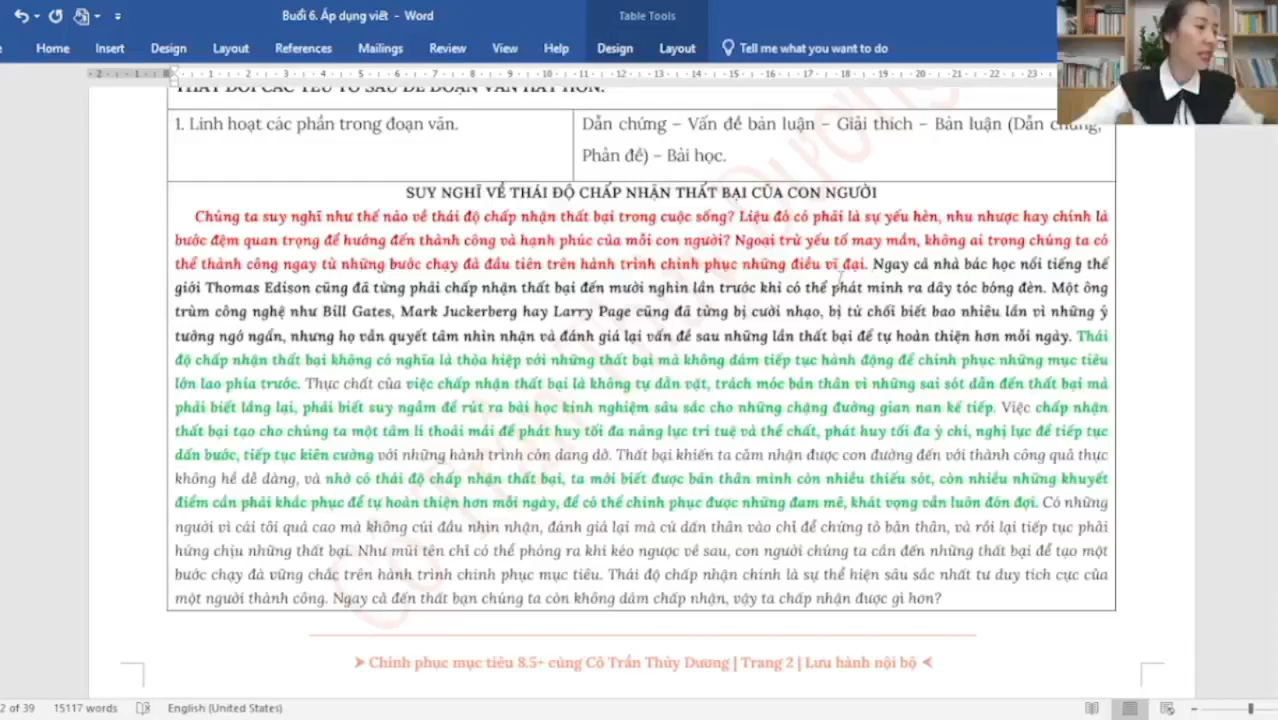 Buổi 6. Áp dụng viết - Word
Table Tools
Home Insert Design Layout References Mailings Review View Help Design Layout Tell me what you want to do
THAY ĐỔI CÁC YẾU TỐ SAU ĐỂ ĐOẠN VĂN HAY HƠN.
1. Linh hoạt các phần trong đoạn văn.
Dẫn chứng – Vấn đề bàn luận – Giải thích – Bàn luận (Dẫn chứng,
Phản đề) – Bài học.
SUY NGHĨ VỀ THÁI ĐỘ CHẤP NHẬN THẤT BẠI CỦA CON NGƯỜI
Chúng ta suy nghĩ như thế nào về thái độ chấp nhận thất bại trong cuộc sống? Liệu đó có phải là sự yếu hèn, nhu nhược hay chính là
bước đệm quan trọng để hướng đến thành công và hạnh phúc của mỗi con người? Ngoại trừ yếu tố may mắn, không ai trong chúng ta có
thể thành công ngay từ những bước chạy đà đầu tiên trên hành trình chinh phục những điều vĩ đại. Ngay cả nhà bác học nổi tiếng thế
giới Thomas Edison cũng đã từng phải chấp nhận thất bại đến mười nghìn lần trước khi có thể phát minh ra dây tóc bóng đèn. Một ông
trùm công nghệ như Bill Gates, Mark Juckerberg hay Larry Page cũng đã từng bị cười nhạo, bị từ chối biết bao nhiêu lần vì những ý
tưởng ngớ ngẩn, nhưng họ vẫn quyết tâm nhìn nhận và đánh giá lại vấn đề sau những lần thất bại để tự hoàn thiện hơn mỗi ngày. Thái
độ chấp nhận thất bại không có nghĩa là thỏa hiệp với những thất bại mà không dám tiếp tục hành động để chinh phục những mục tiêu
lớn lao phía trước. Thực chất của việc chấp nhận thất bại là không tự dằn vặt, trách móc bản thân vì những sai sót dẫn đến thất bại mà
phải biết lắng lại, phải biết suy ngẫm để rút ra bài học kinh nghiệm sâu sắc cho những chặng đường gian nan kế tiếp. Việc chấp nhận
thất bại tạo cho chúng ta một tâm lí thoải mái để phát huy tối đa năng lực trí tuệ và thể chất, phát huy tối đa ý chí, nghị lực để tiếp tục
dấn bước, tiếp tục kiên cường với những hành trình còn dang dở. Thất bại khiến ta cảm nhận được con đường đến với thành công quả thực
không hề dễ dàng, và nhờ có thái độ chấp nhận thất bại, ta mới biết được bản thân mình còn nhiều thiếu sót, còn nhiều những khuyết
điểm cần phải khắc phục để tự hoàn thiện hơn mỗi ngày, để có thể chinh phục được những đam mê, khát vọng vẫn luôn đón đợi. Có những
người vì cái tôi quá cao mà không cúi đầu nhìn nhận, đánh giá lại mà cứ dấn thân vào chỉ để chứng tỏ bản thân, và rồi lại tiếp tục phải
hứng chịu những thất bại. Như mũi tên chỉ có thể phóng ra khi kéo ngược về sau, con người chúng ta cần đến những thất bại để tạo một
bước chạy đà vững chắc trên hành trình chinh phục mục tiêu. Thái độ chấp nhận chính là sự thể hiện sâu sắc nhất tư duy tích cực của
một người thành công. Ngay cả đến thất bạn chúng ta còn không dám chấp nhận, vậy ta chấp nhận được gì hơn?
Cô Trần Thùy Dương
➤ Chinh phục mục tiêu 8.5+ cùng Cô Trần Thùy Dương | Trang 2 | Lưu hành nội bộ ➤
2 of 39 15117 words English (United States)